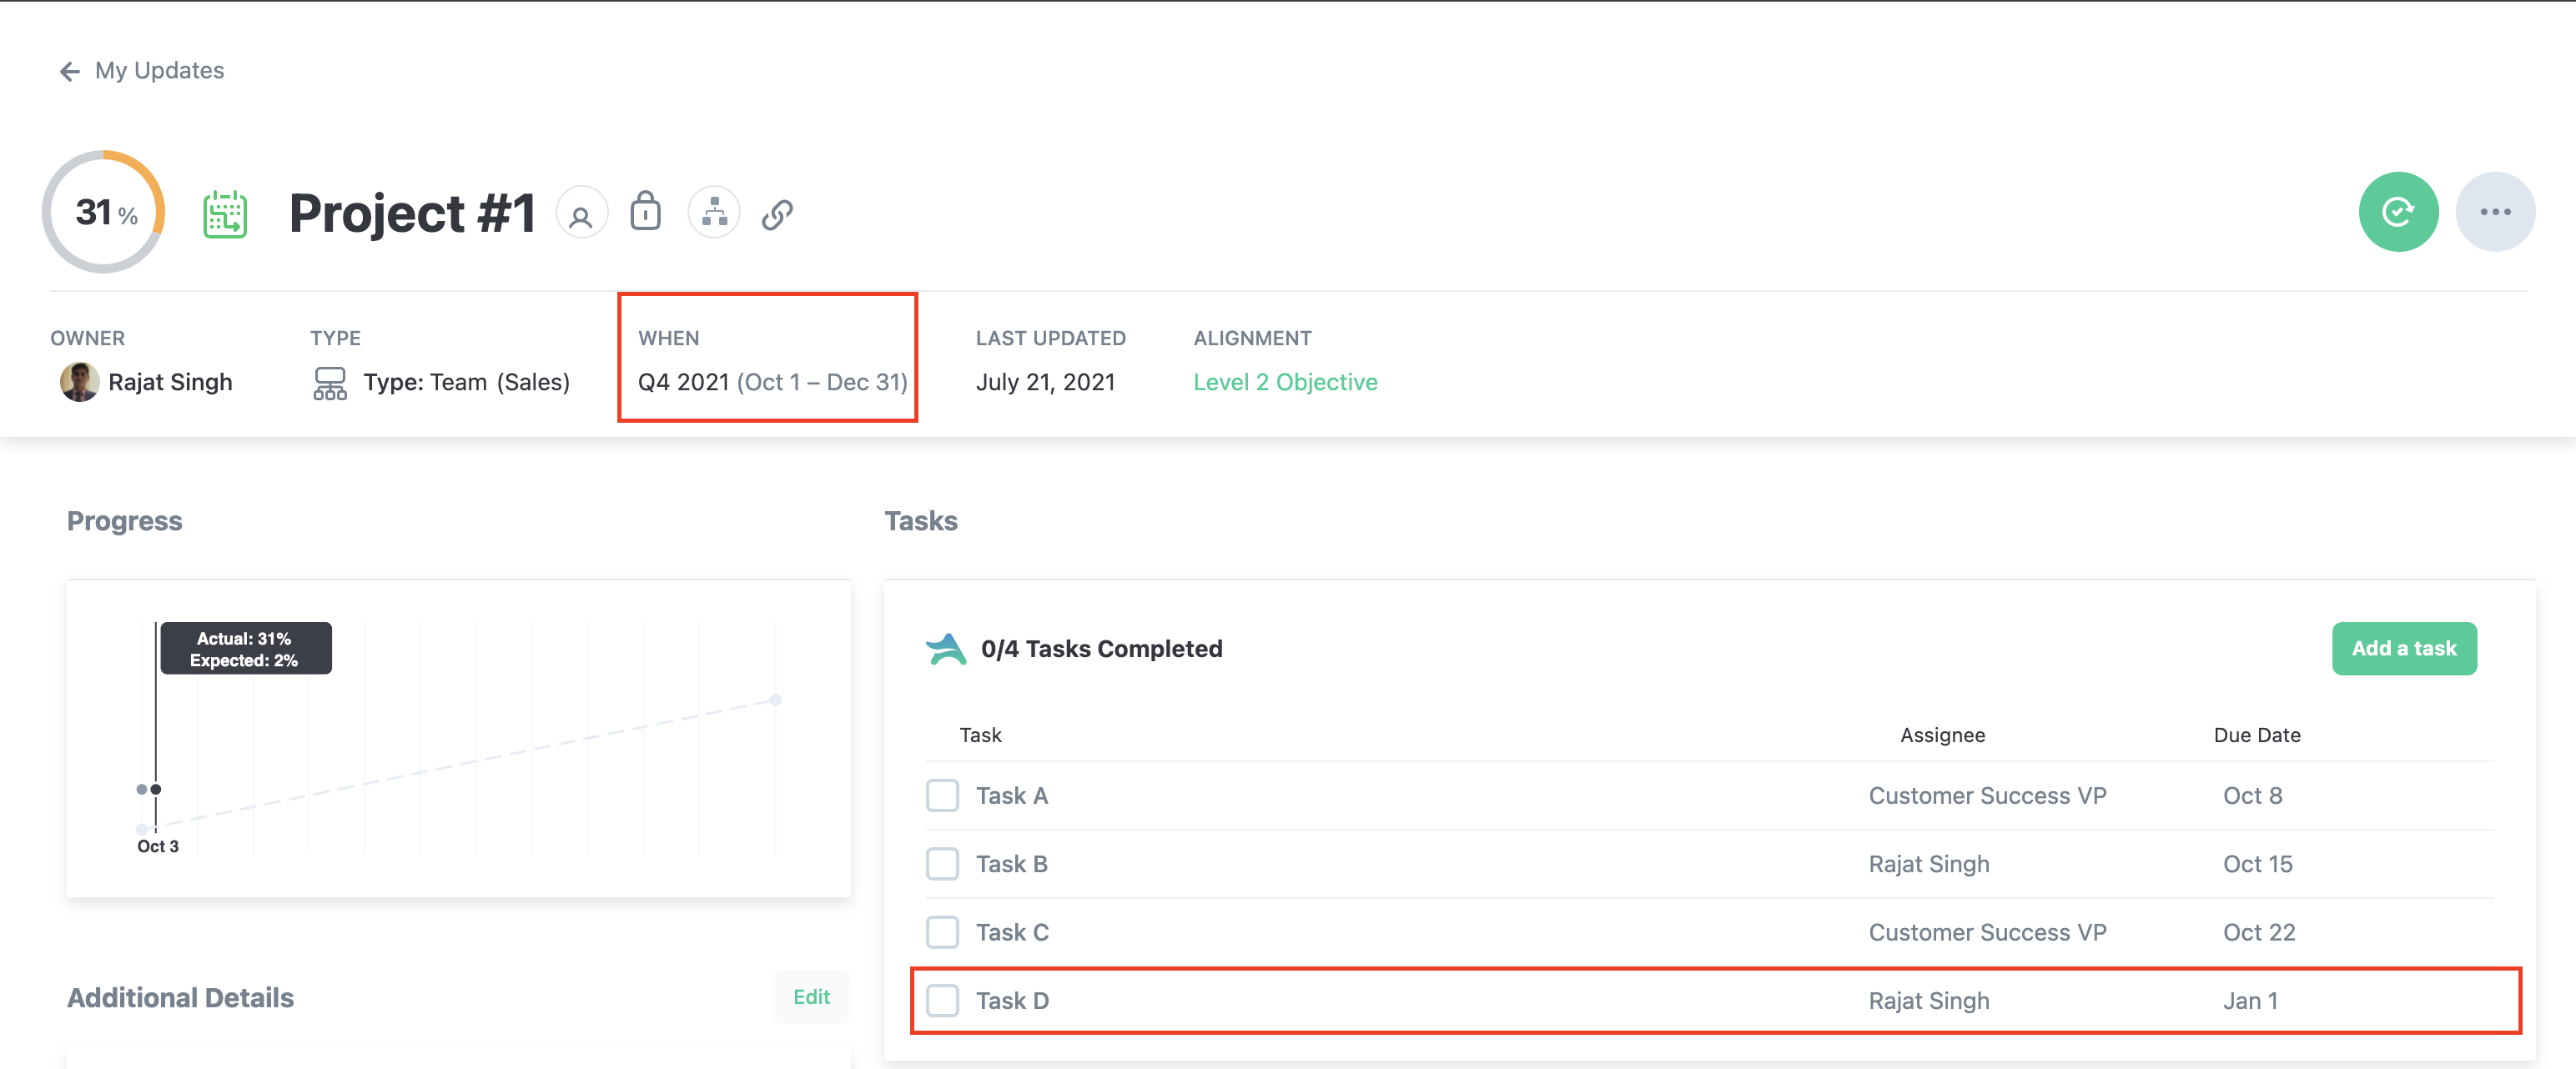 My Updates
31 %
Project #1
OWNER
Rajat Singh
TYPE
Type: Team (Sales)
WHEN
Q4 2021 (Oct 1 – Dec 31)
LAST UPDATED
July 21, 2021
ALIGNMENT
Level 2 Objective
Progress
Actual: 31%
Expected: 2%
Oct 3
Additional Details
Edit
Tasks
0/4 Tasks Completed
Add a task
Task Assignee Due Date
Task A Customer Success VP Oct 8
Task B Rajat Singh Oct 15
Task C Customer Success VP Oct 22
Task D Rajat Singh Jan 1